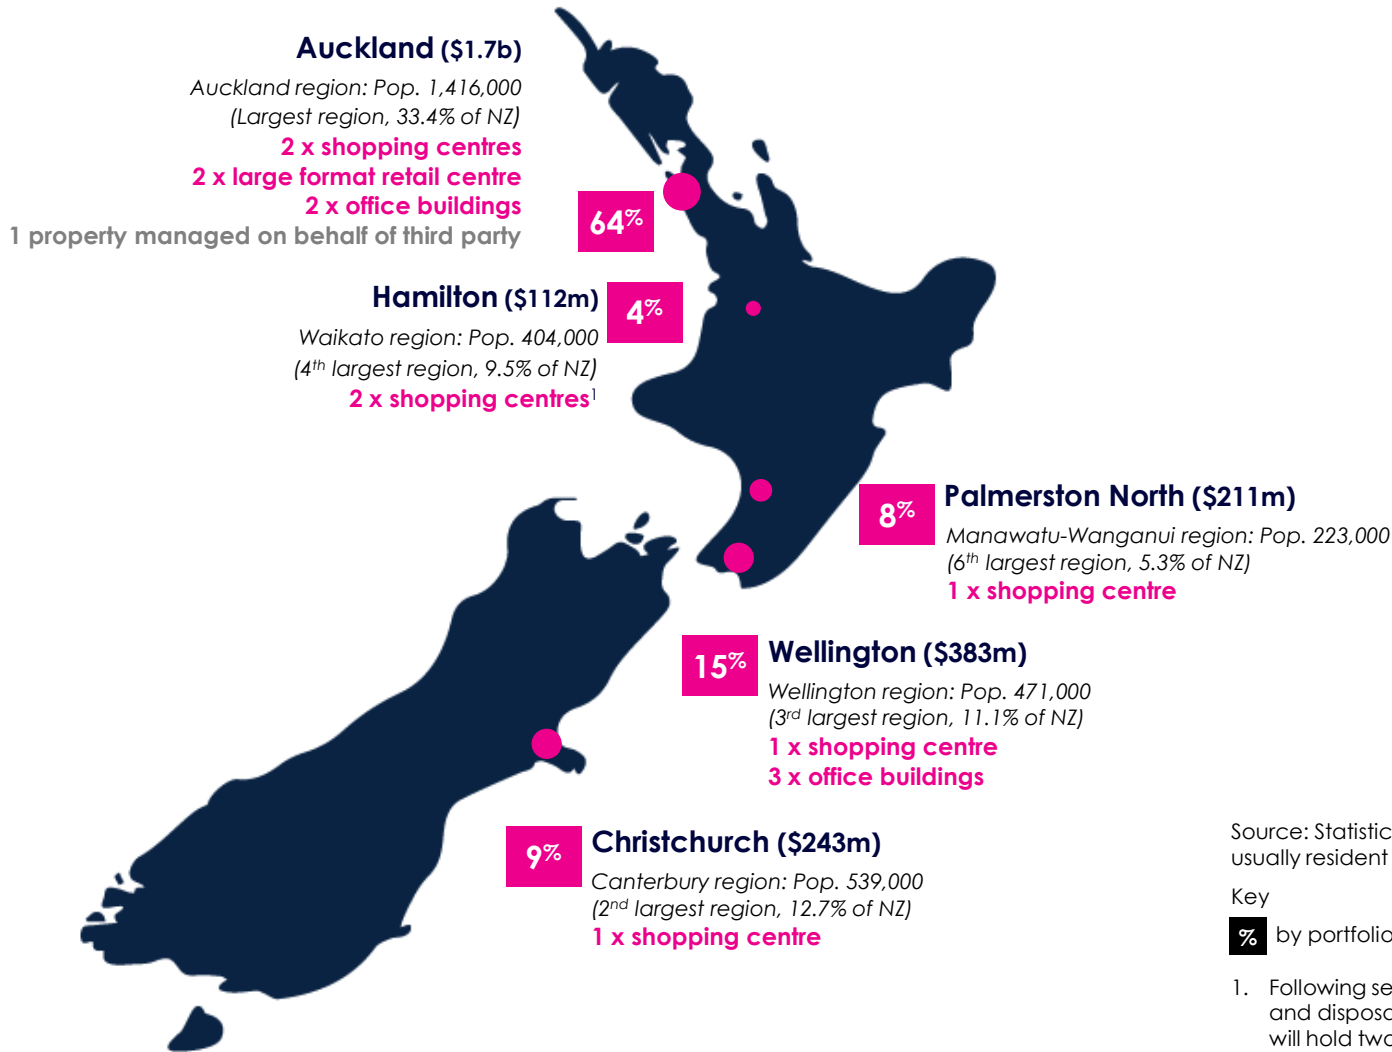 Auckland ($1.7b)
Auckland region: Pop. 1,416,000
(Largest region, 33.4% of NZ)
2 x shopping centres
2 x large format retail centre
2 x office buildings
1 property managed on behalf of third party
64%
Hamilton ($112m)
4%
Waikato region: Pop. 404,000
(4th largest region, 9.5% of NZ)
2 x shopping centres1
8%
Palmerston North ($211m)
Manawatu-Wanganui region: Pop. 223,000
(6th largest region, 5.3% of NZ)
1 x shopping centre
15%
Wellington ($383m)
Wellington region: Pop. 471,000
(3rd largest region, 11.1% of NZ)
1 x shopping centre
3 x office buildings
9%
Christchurch ($243m)
Canterbury region: Pop. 539,000
(2nd largest region, 12.7% of NZ)
1 x shopping centre
Source: Statistic
usually resident
Key
% by portfolio
1. Following se
and disposa
will hold two